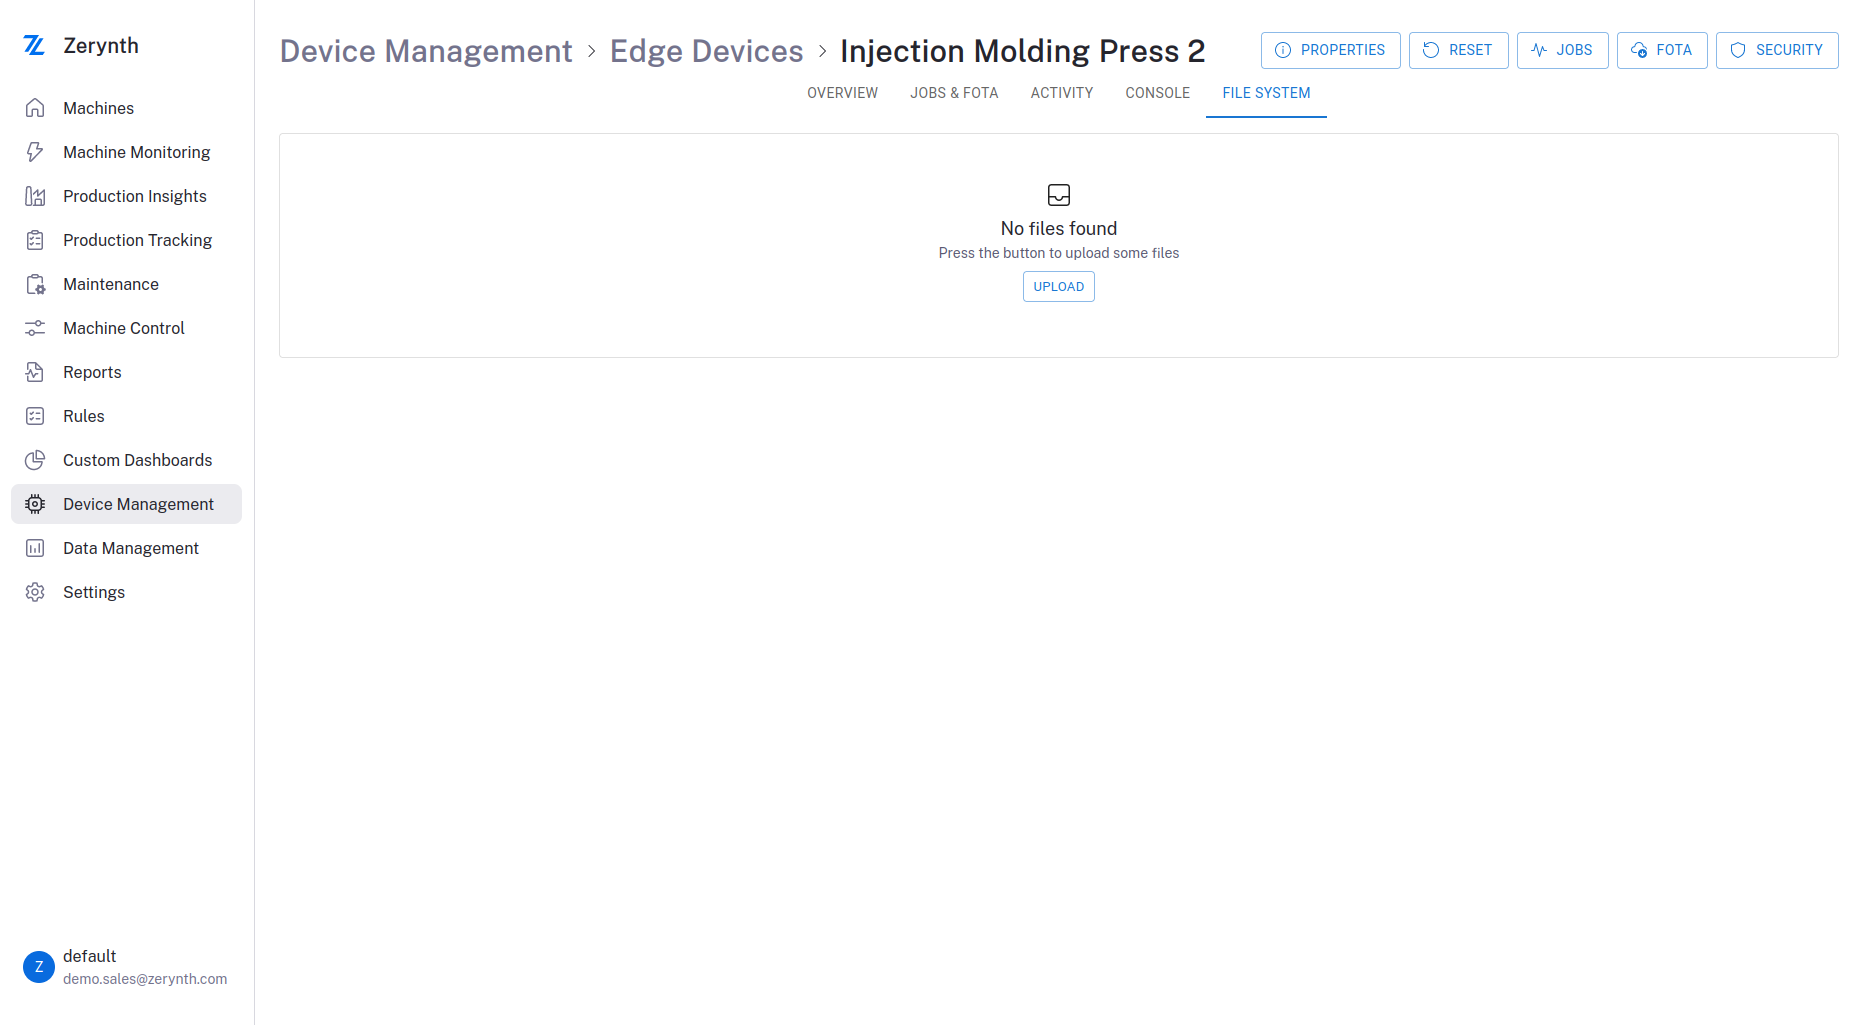 Zerynth
Machines
Machine Monitoring
Production Insights
Production Tracking
Maintenance
Machine Control
Reports
Rules
Custom Dashboards
Device Management
Data Management
Settings
Z
default
demo.sales@zerynth.com
Device Management > Edge Devices > Injection Molding Press 2
PROPERTIES
RESET
JOBS
FOTA
SECURITY
OVERVIEW JOBS & FOTA ACTIVITY CONSOLE FILE SYSTEM
No files found
Press the button to upload some files
UPLOAD